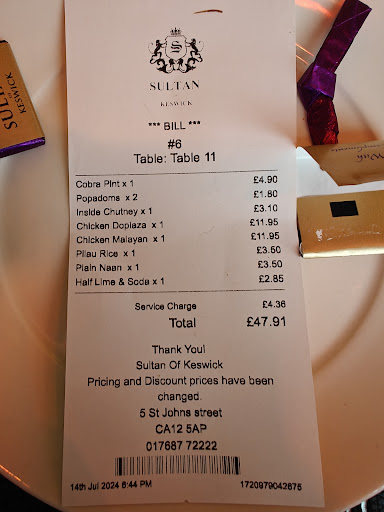 SULTAN
KESWICK
*** BILL ***
#6
Table: Table 11
Cobra Pint x 1 £4.90
Popadoms x 2 £1.80
Inside Chutney x 1 £3.10
Chicken Dopiaza x 1 £11.95
Chicken Malayan x 1 £11.95
Pilau Rice x 1 £3.50
Plain Naan x 1 £3.50
Half Lime & Soda x 1 £2.85
Service Charge £4.36
Total £47.91
Thank You!
Sultan Of Keswick
Pricing and Discount prices have been
changed.
5 St Johns street
CA12 5AP
017687 72222
14th Jul 2024 6:44 PM 1720979042675
KESWICK